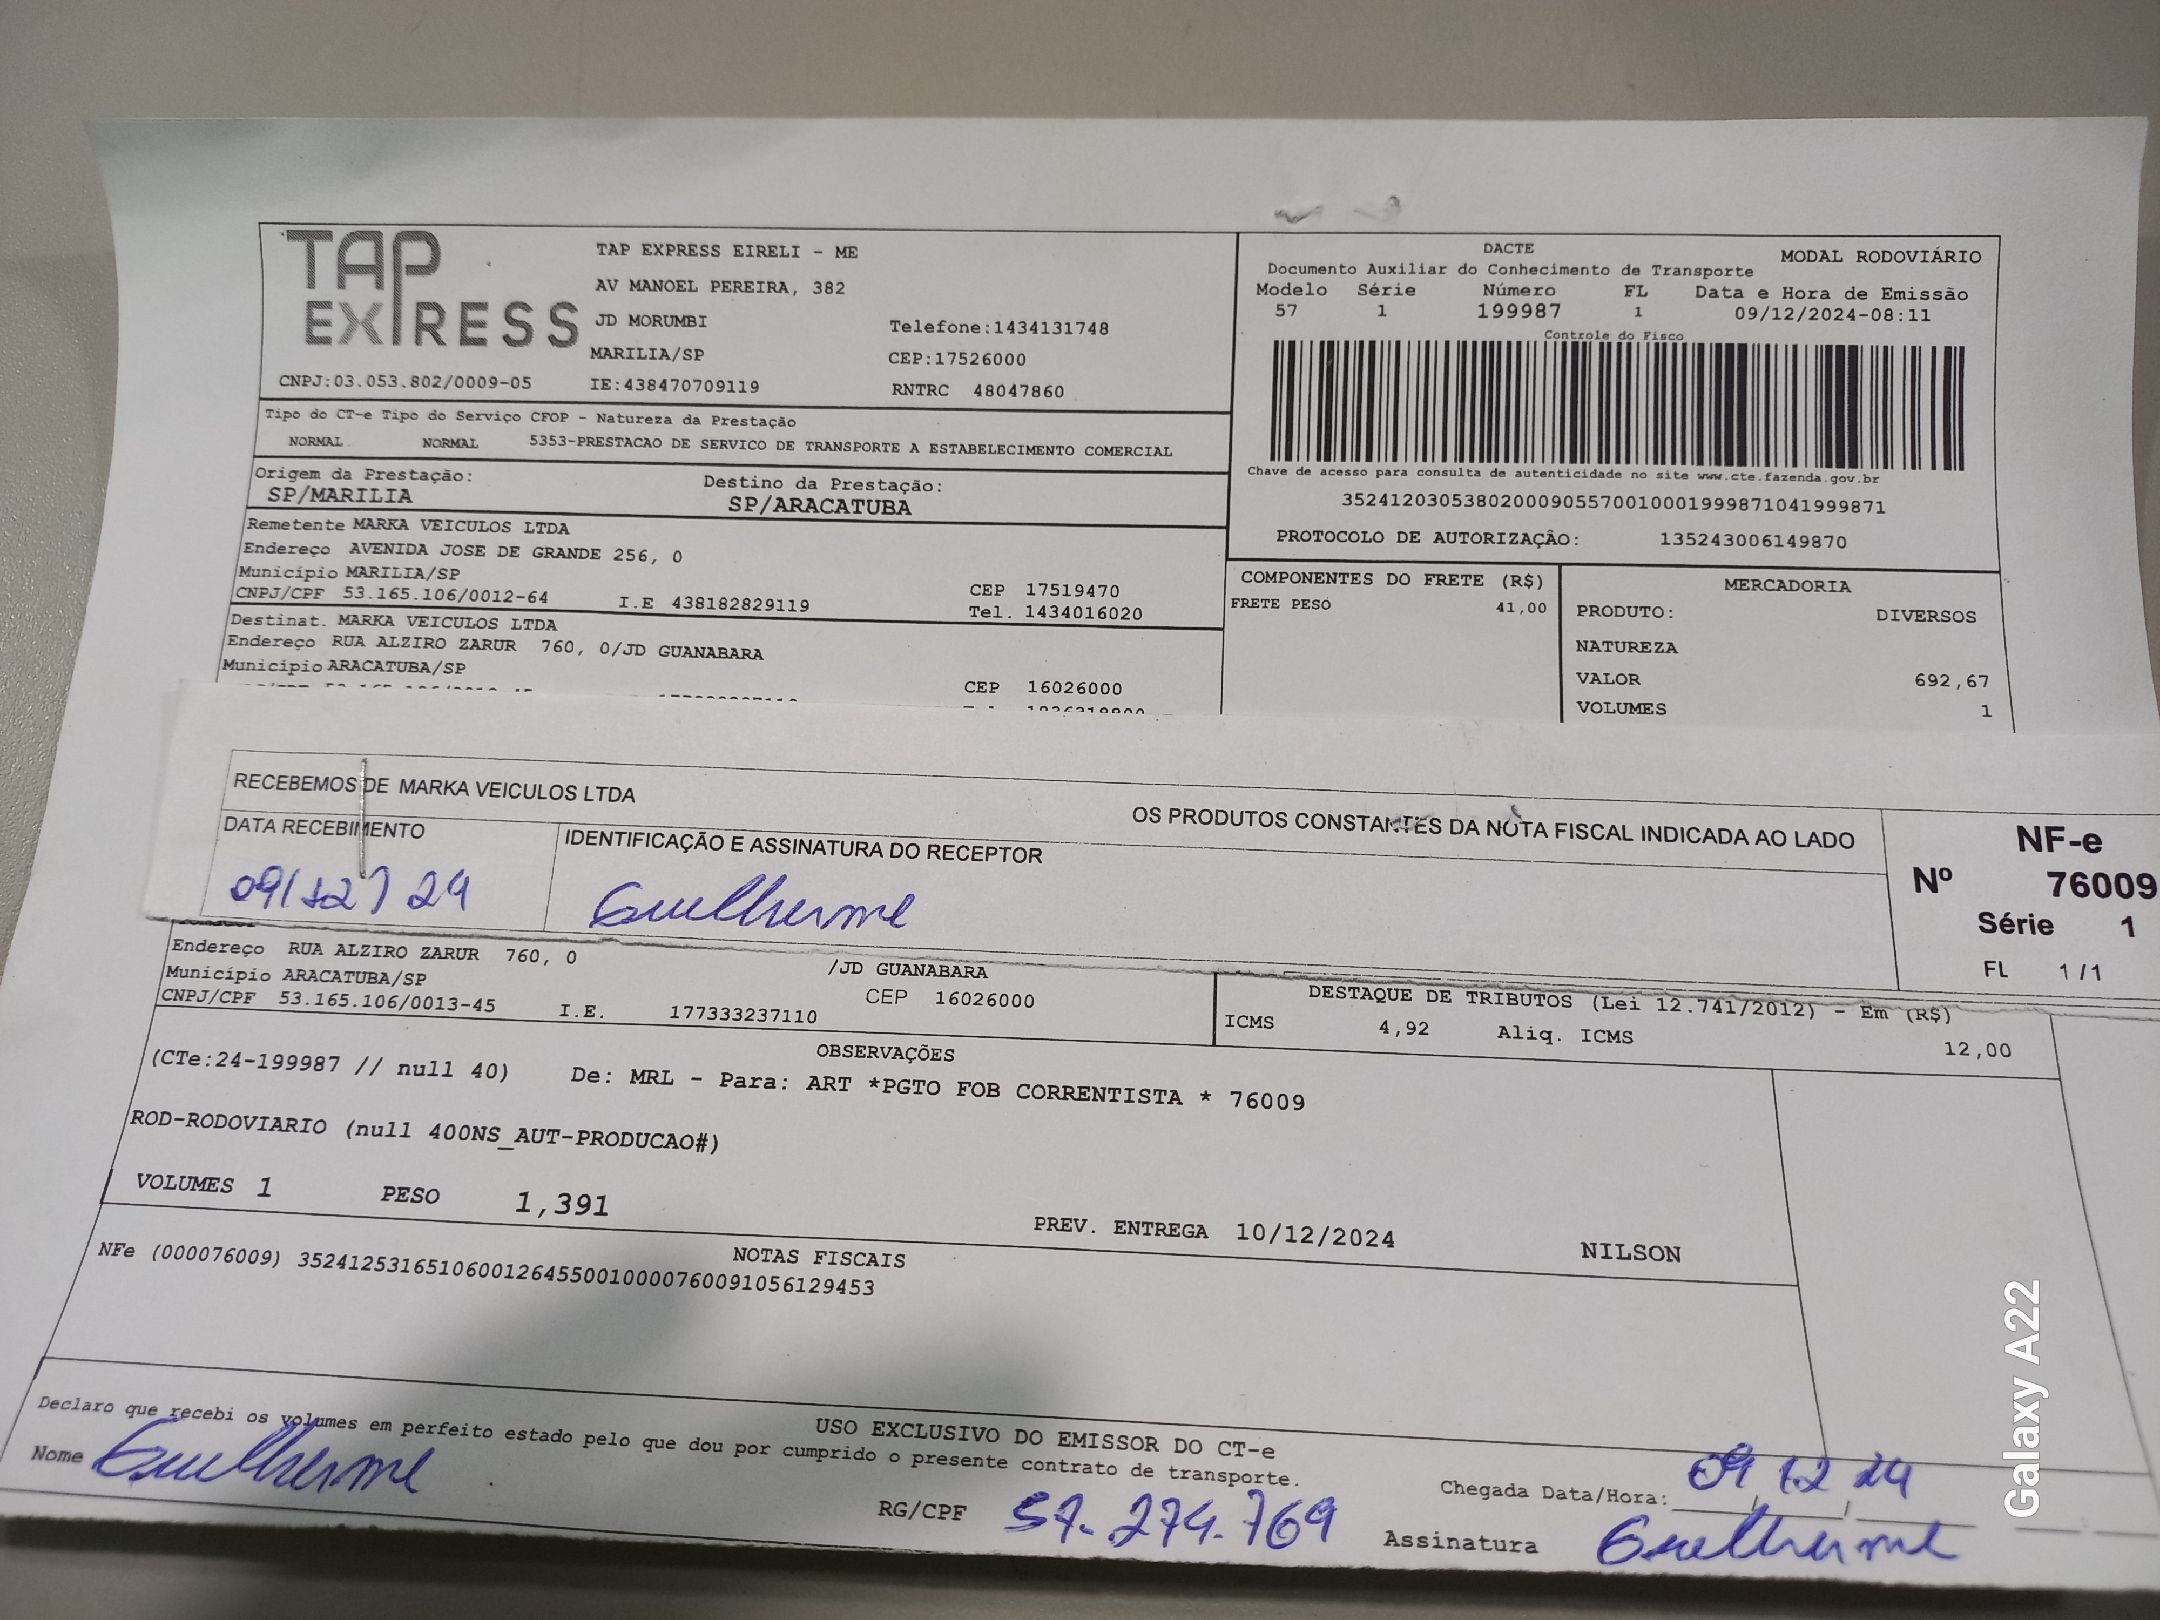 TAP EXPRESS
TAP EXPRESS EIRELI - ME
AV MANOEL PEREIRA, 382
JD MORUMBI
Telefone:1434131748
MARILIA/SP
CEP:17526000
CNPJ:03.053.802/0009-05
IE:438470709119
RNTRC 48047860
DACTE
MODAL RODOVIÁRIO
Documento Auxiliar do Conhecimento de Transporte
Modelo Série Número FL Data e Hora de Emissão
57 1 199987 1 09/12/2024-08:11
Controle do Fisco
Chave de acesso para consulta de autenticidade no site www.cte.fazenda.gov.br
35241203053802000905570010001999871041999871
PROTOCOLO DE AUTORIZAÇÃO: 135243006149870
Tipo do CT-e Tipo do Serviço CFOP - Natureza da Prestação
NORMAL NORMAL 5353-PRESTACAO DE SERVICO DE TRANSPORTE A ESTABELECIMENTO COMERCIAL
Origem da Prestação: Destino da Prestação:
SP/MARILIA SP/ARACATUBA
Remetente MARKA VEICULOS LTDA
Endereço AVENIDA JOSE DE GRANDE 256, 0
Município MARILIA/SP CEP 17519470
CNPJ/CPF 53.165.106/0012-64 I.E 438182829119 Tel. 1434016020
Destinat. MARKA VEICULOS LTDA
Endereço RUA ALZIRO ZARUR 760, 0/JD GUANABARA
Município ARACATUBA/SP CEP 16026000
COMPONENTES DO FRETE (R$)
FRETE PESO 41,00
MERCADORIA
PRODUTO: DIVERSOS
NATUREZA
VALOR 692,67
VOLUMES 1
RECEBEMOS DE MARKA VEICULOS LTDA OS PRODUTOS CONSTANTES DA NOTA FISCAL INDICADA AO LADO
DATA RECEBIMENTO IDENTIFICAÇÃO E ASSINATURA DO RECEPTOR
09/12/24 Guilherme
NF-e
Nº 76009
Série 1
FL 1 /1
Endereço RUA ALZIRO ZARUR 760, 0 /JD GUANABARA
Município ARACATUBA/SP CEP 16026000
CNPJ/CPF 53.165.106/0013-45 I.E. 177333237110
DESTAQUE DE TRIBUTOS (Lei 12.741/2012) - Em (R$)
ICMS 4,92 Aliq. ICMS 12,00
OBSERVAÇÕES
(CTe:24-199987 // null 40) De: MRL - Para: ART *PGTO FOB CORRENTISTA * 76009
ROD-RODOVIARIO (null 400NS_AUT-PRODUCAO#)
VOLUMES 1 PESO 1,391 PREV. ENTREGA 10/12/2024 NILSON
NOTAS FISCAIS
NFe (000076009) 35241253165106001264550010000760091056129453
USO EXCLUSIVO DO EMISSOR DO CT-e
Declaro que recebi os volumes em perfeito estado pelo que dou por cumprido o presente contrato de transporte.
Nome Guilherme RG/CPF 57.274.769 Chegada Data/Hora: 09 12 24
Assinatura Guilherme
Galaxy A22